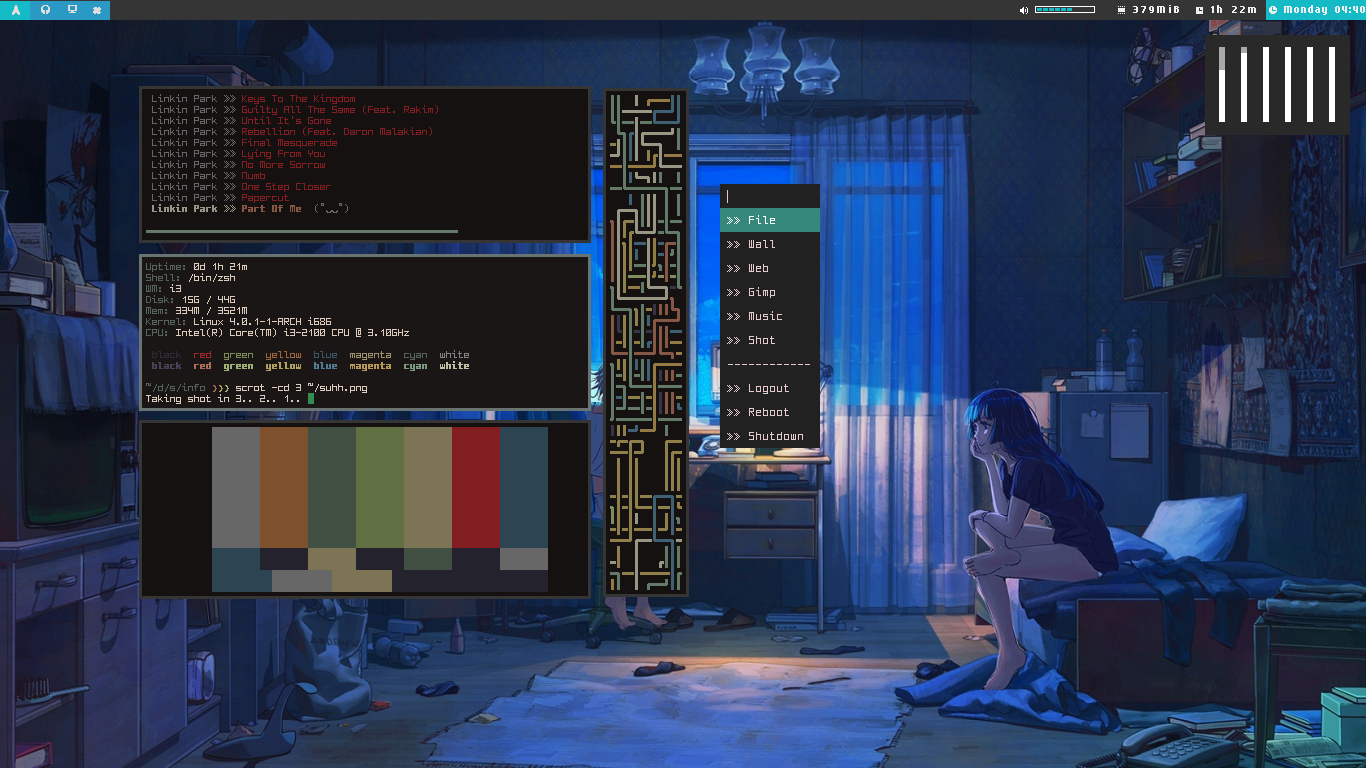 379MiB 1h 22m Monday 04:40
Linkin Park >> Keys To The Kingdom
Linkin Park >> Guilty All The Same (Feat. Rakim)
Linkin Park >> Until It's Gone
Linkin Park >> Rebellion (Feat. Daron Malakian)
Linkin Park >> Final Masquerade
Linkin Park >> Lying From You
Linkin Park >> No More Sorrow
Linkin Park >> Numb
Linkin Park >> One Step Closer
Linkin Park >> Papercut
Linkin Park >> Part Of Me
Uptime: 0d 1h 21m
Shell: /bin/zsh
WM: i3
Disk: 15G / 44G
Mem: 334M / 3521M
Kernel: Linux 4.0.1-1-ARCH i686
CPU: Intel(R) Core(TM) i3-2100 CPU @ 3.10GHz
black red green yellow blue magenta cyan white
black red green yellow blue magenta cyan white
~/d/s/info ❯❯❯ scrot -cd 3 ~/suhh.png
Taking shot in 3.. 2.. 1..
>> File
>> Wall
>> Web
>> Gimp
>> Music
>> Shot
------------
>> Logout
>> Reboot
>> Shutdown